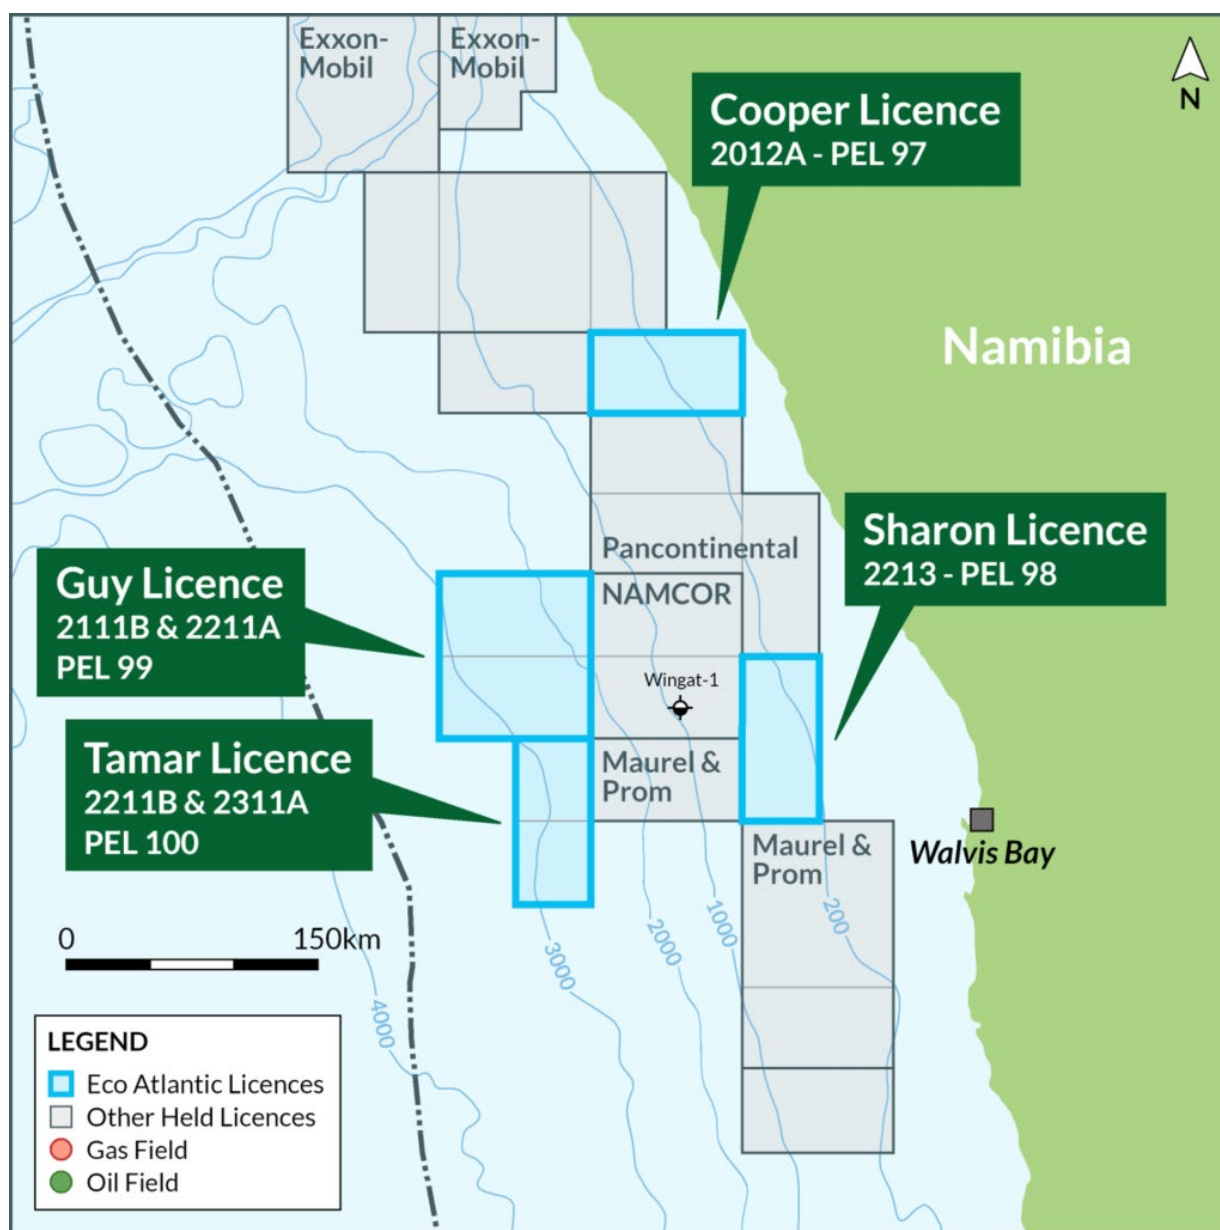 Exxon-
Mobil
Exxon-
Mobil
N
Cooper Licence
2012A - PEL 97
Namibia
Sharon Licence
2213 - PEL 98
Pancontinental
NAMCOR
Guy Licence
2111B & 2211A
PEL 99
Wingat-1
Tamar Licence
2211B & 2311A
PEL 100
Maurel &
Prom
Maurel &
Prom
Walvis Bay
200
1000
2000
3000
4000
0 150km
LEGEND
Eco Atlantic Licences
Other Held Licences
Gas Field
Oil Field